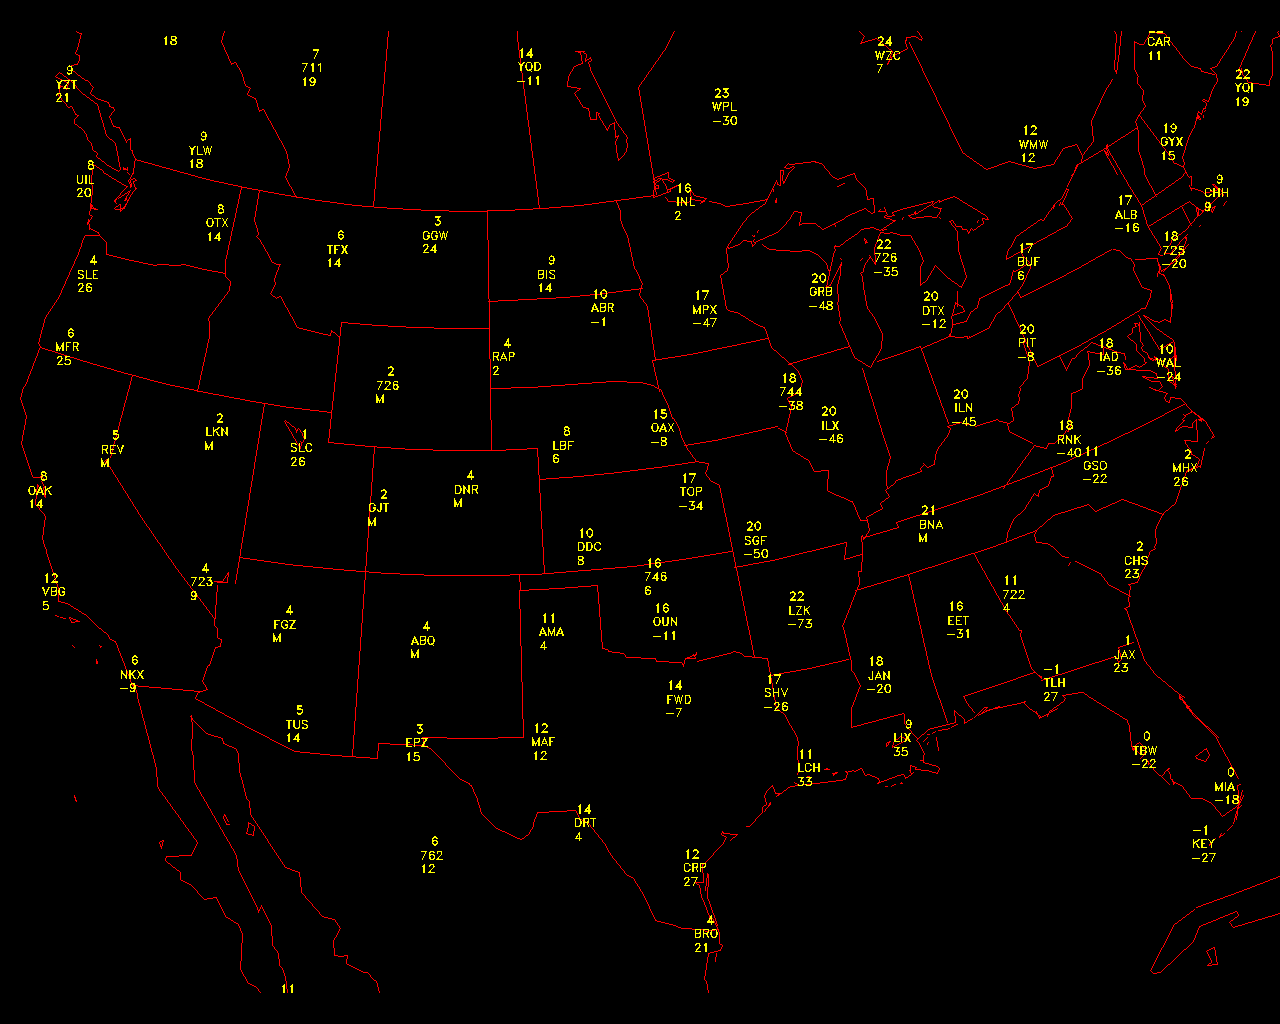 18
7
711
19
14
YQD
-11
24
WZC
7
CAR
11
22
YQI
19
9
YZT
21
23
WPL
-30
9
YLW
18
12
WMW
12
19
GYX
15
8
UIL
20
16
INL
2
9
CHH
9
17
ALB
-16
8
OTX
14
6
TFX
14
3
GGW
24
22
726
-35
17
BUF
6
18
725
-20
4
SLE
26
9
BIS
14
10
ABR
-1
17
MPX
-47
20
GRB
-48
20
DTX
-12
6
MFR
25
4
RAP
2
20
PIT
-8
18
IAD
-36
10
WAL
-24
2
726
M
18
744
-38
2
LKN
M
15
OAX
-8
20
ILX
-46
20
ILN
-45
5
REV
M
1
SLC
26
8
LBF
6
18
RNK
-40
11
GSO
-22
2
MHX
26
8
OAK
14
2
GJT
M
4
DNR
M
17
TOP
-34
21
BNA
M
10
DDC
8
20
SGF
-50
2
CHS
23
12
VBG
5
4
723
9
16
746
6
4
FGZ
M
4
ABQ
M
11
AMA
4
16
OUN
-11
22
LZK
-73
16
EET
-31
11
722
4
6
NKX
-9
14
FWD
-7
17
SHV
-26
18
JAN
-20
-1
TLH
27
1
JAX
23
5
TUS
14
3
EPZ
15
12
MAF
12
9
LIX
35
11
LCH
33
0
TBW
-22
0
MIA
-18
14
DRT
4
6
762
12
12
CRP
27
-1
KEY
-27
4
BRO
21
11